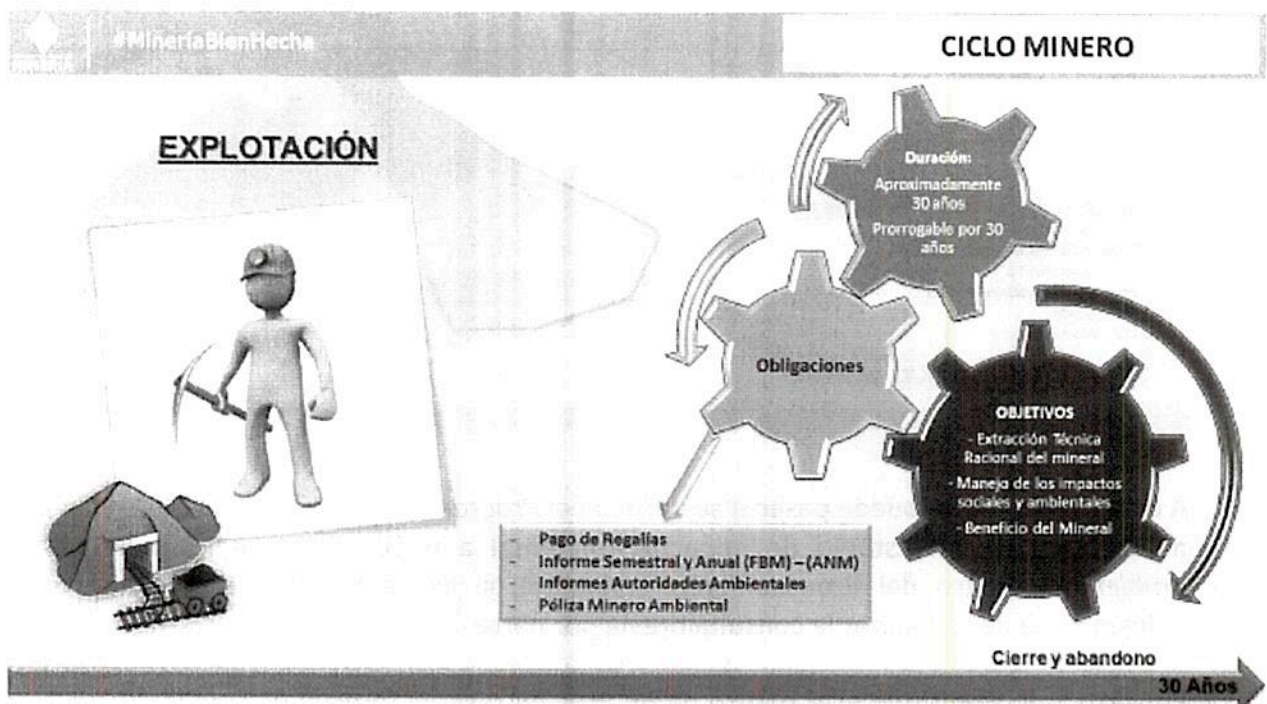 #MineríaBienHecha
CICLO MINERO
EXPLOTACIÓN
Duración:
Aproximadamente
30 años
Prorrogable por 30
años
Obligaciones
OBJETIVOS
- Extracción Técnica
Racional del mineral
- Manejo de los impactos
sociales y ambientales
- Beneficio del Mineral
- Pago de Regalías
- Informe Semestral y Anual (FBM) – (ANM)
- Informes Autoridades Ambientales
- Póliza Minero Ambiental
Cierre y abandono
30 Años